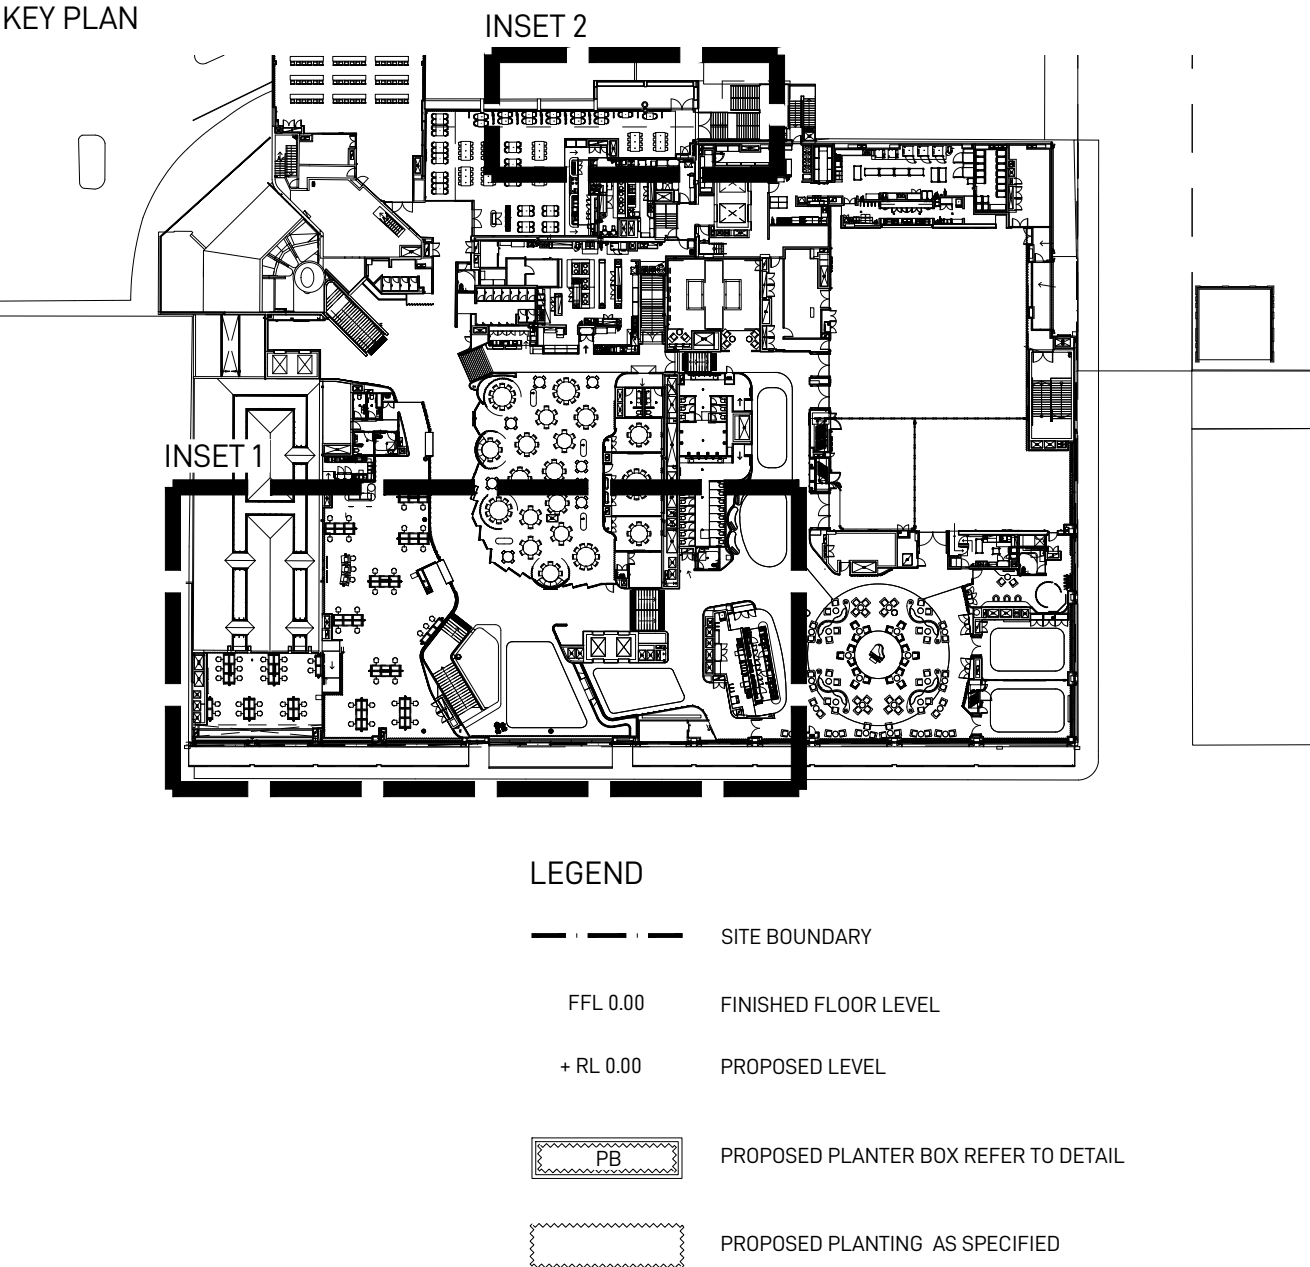 KEY PLAN
INSET 2
INSET 1
LEGEND
SITE BOUNDARY
FFL 0.00 FINISHED FLOOR LEVEL
+ RL 0.00 PROPOSED LEVEL
PB PROPOSED PLANTER BOX REFER TO DETAIL
PROPOSED PLANTING AS SPECIFIED